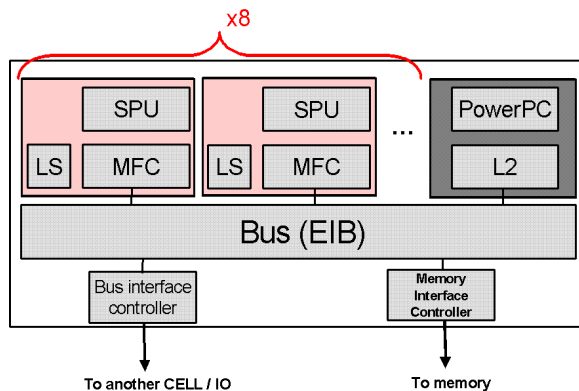 x8
SPU
SPU
PowerPC
...
LS
MFC
LS
MFC
L2
Bus (EIB)
Bus interface
controller
Memory
Interface
Controller
To another CELL / IO
To memory